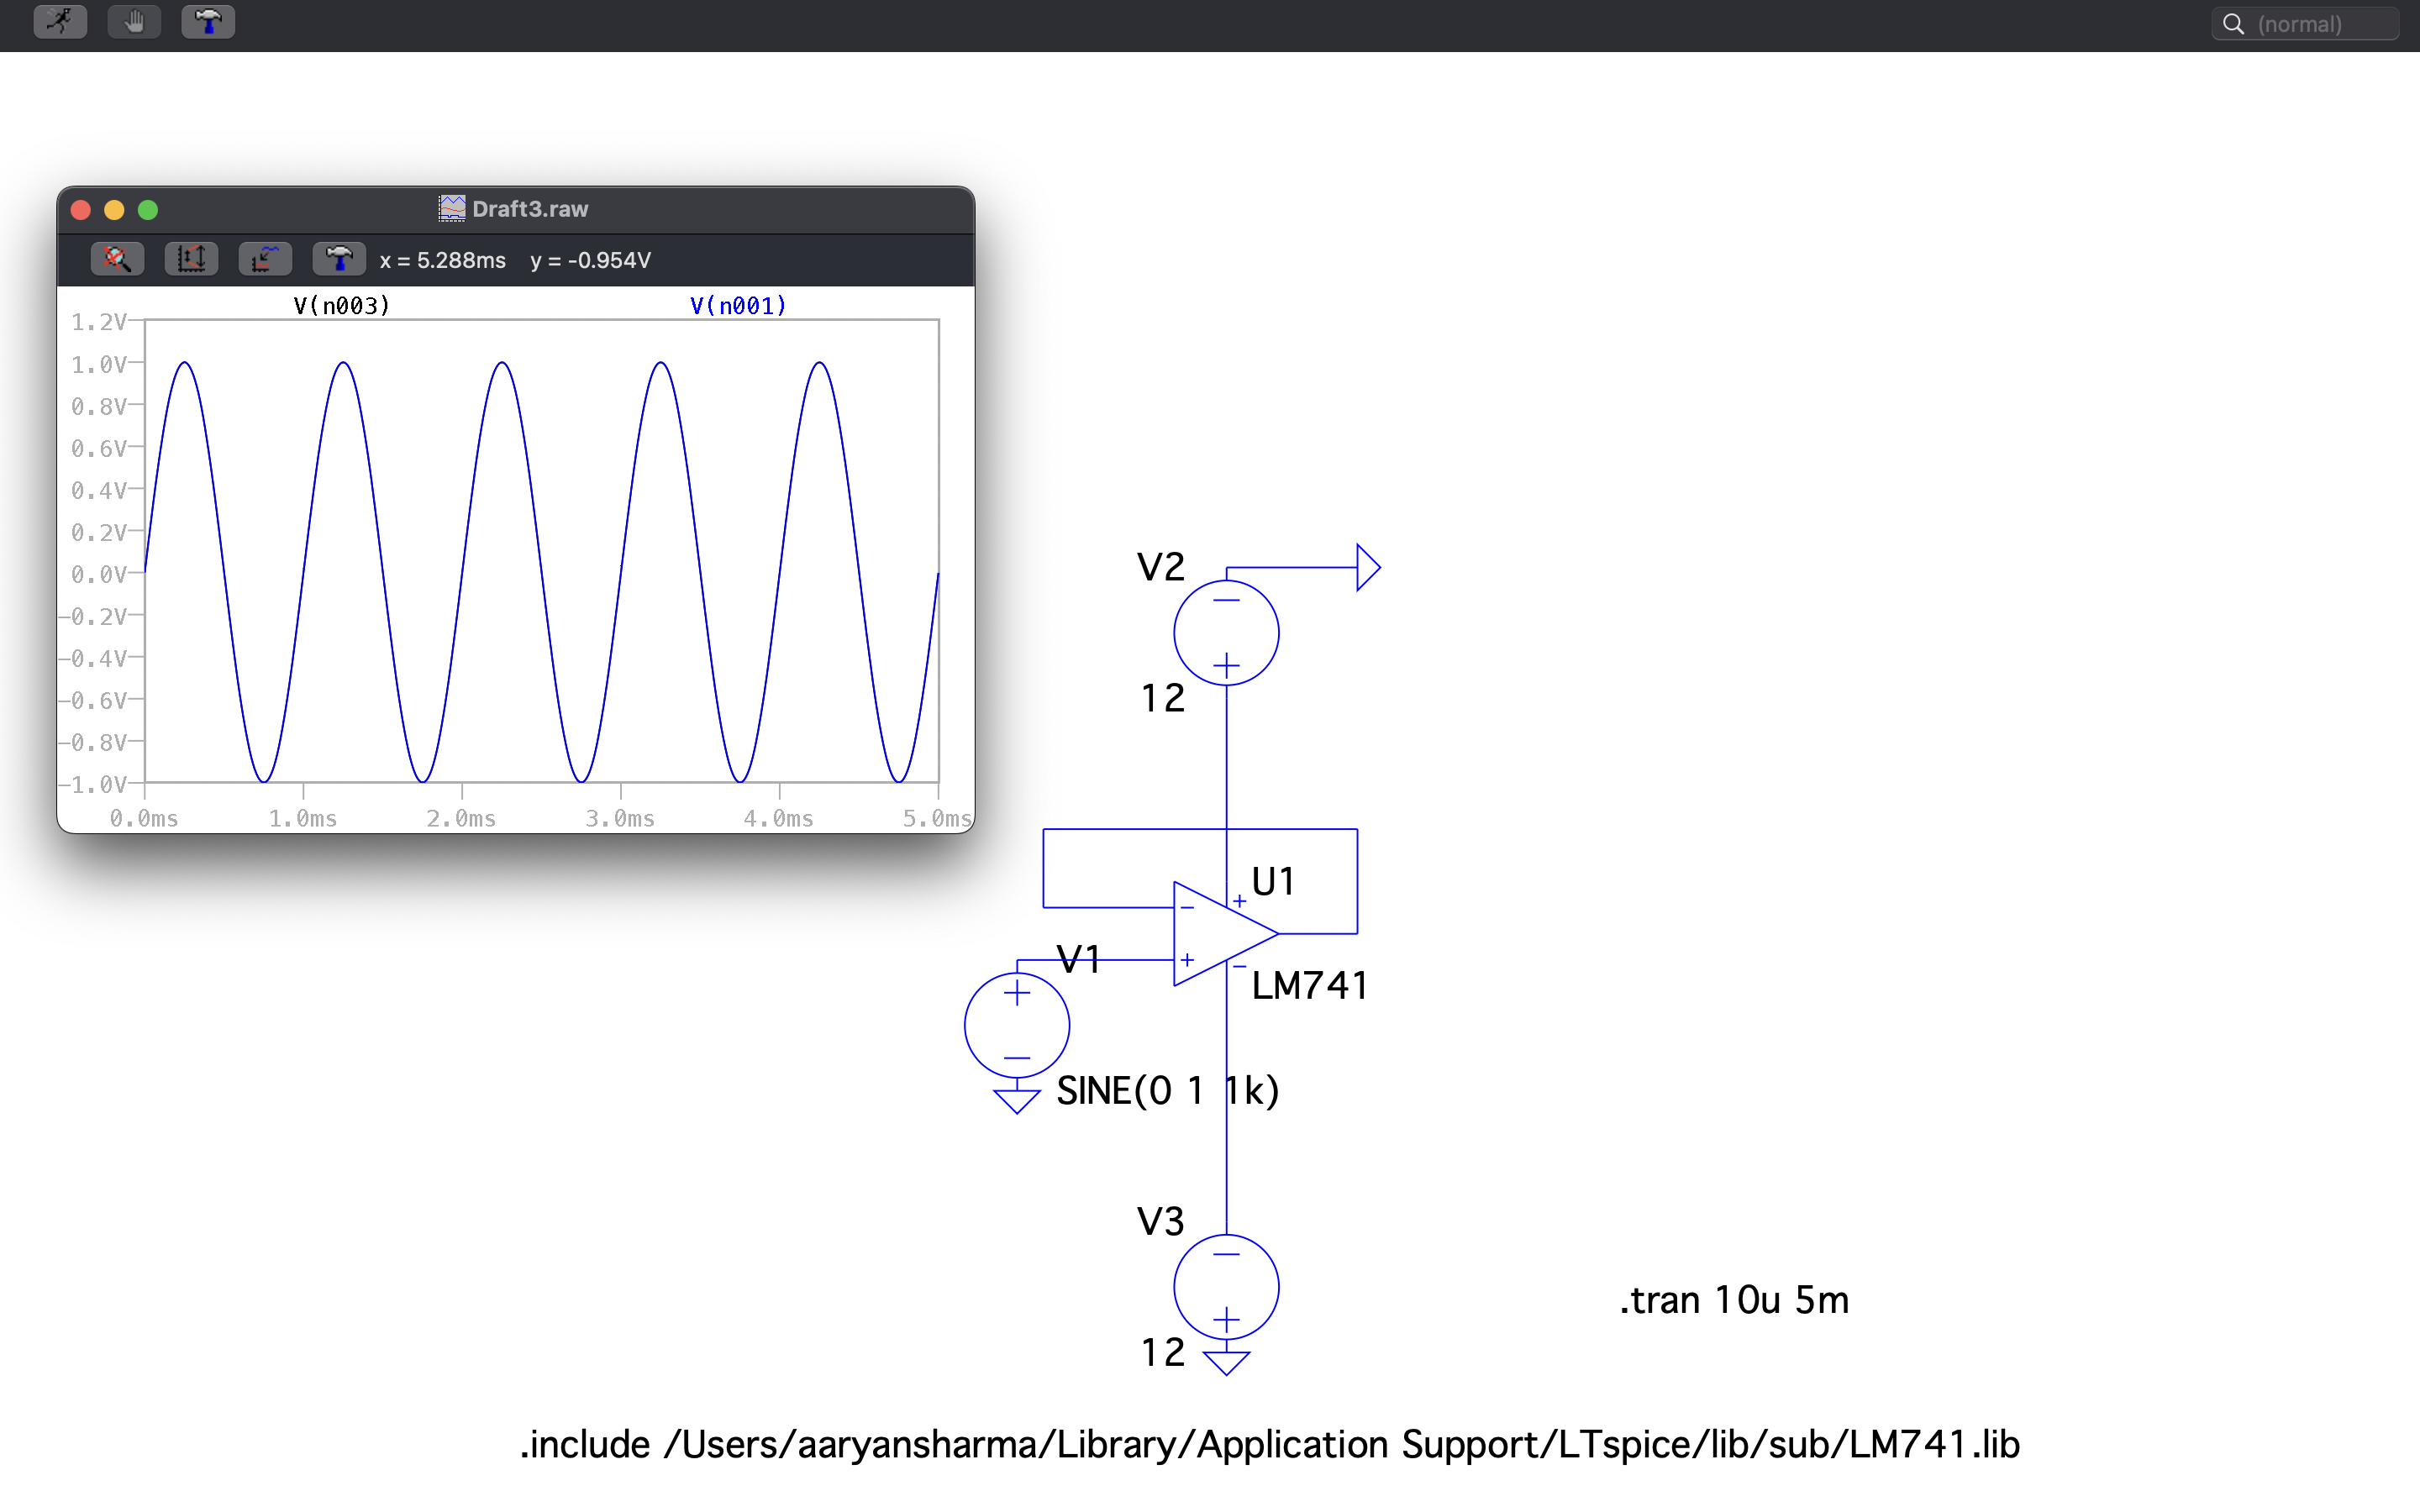 (normal)
Draft3.raw
x = 5.288ms y = -0.954V
V(n003) V(n001)
1.2V
1.0V
0.8V
0.6V
0.4V
0.2V
0.0V
-0.2V
-0.4V
-0.6V
-0.8V
-1.0V
0.0ms 1.0ms 2.0ms 3.0ms 4.0ms 5.0ms
V2
12
U1
V1
LM741
SINE(0 1 1k)
V3
12
.tran 10u 5m
.include /Users/aaryansharma/Library/Application Support/LTspice/lib/sub/LM741.lib